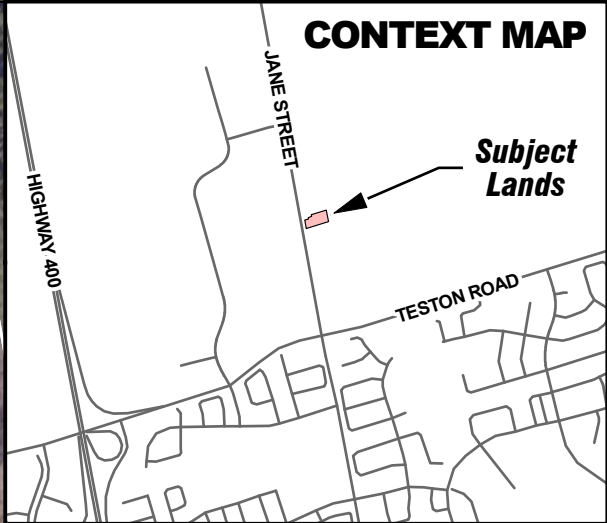 CONTEXT MAP
JANE STREET
Subject
Lands
HIGHWAY 400
TESTON ROAD